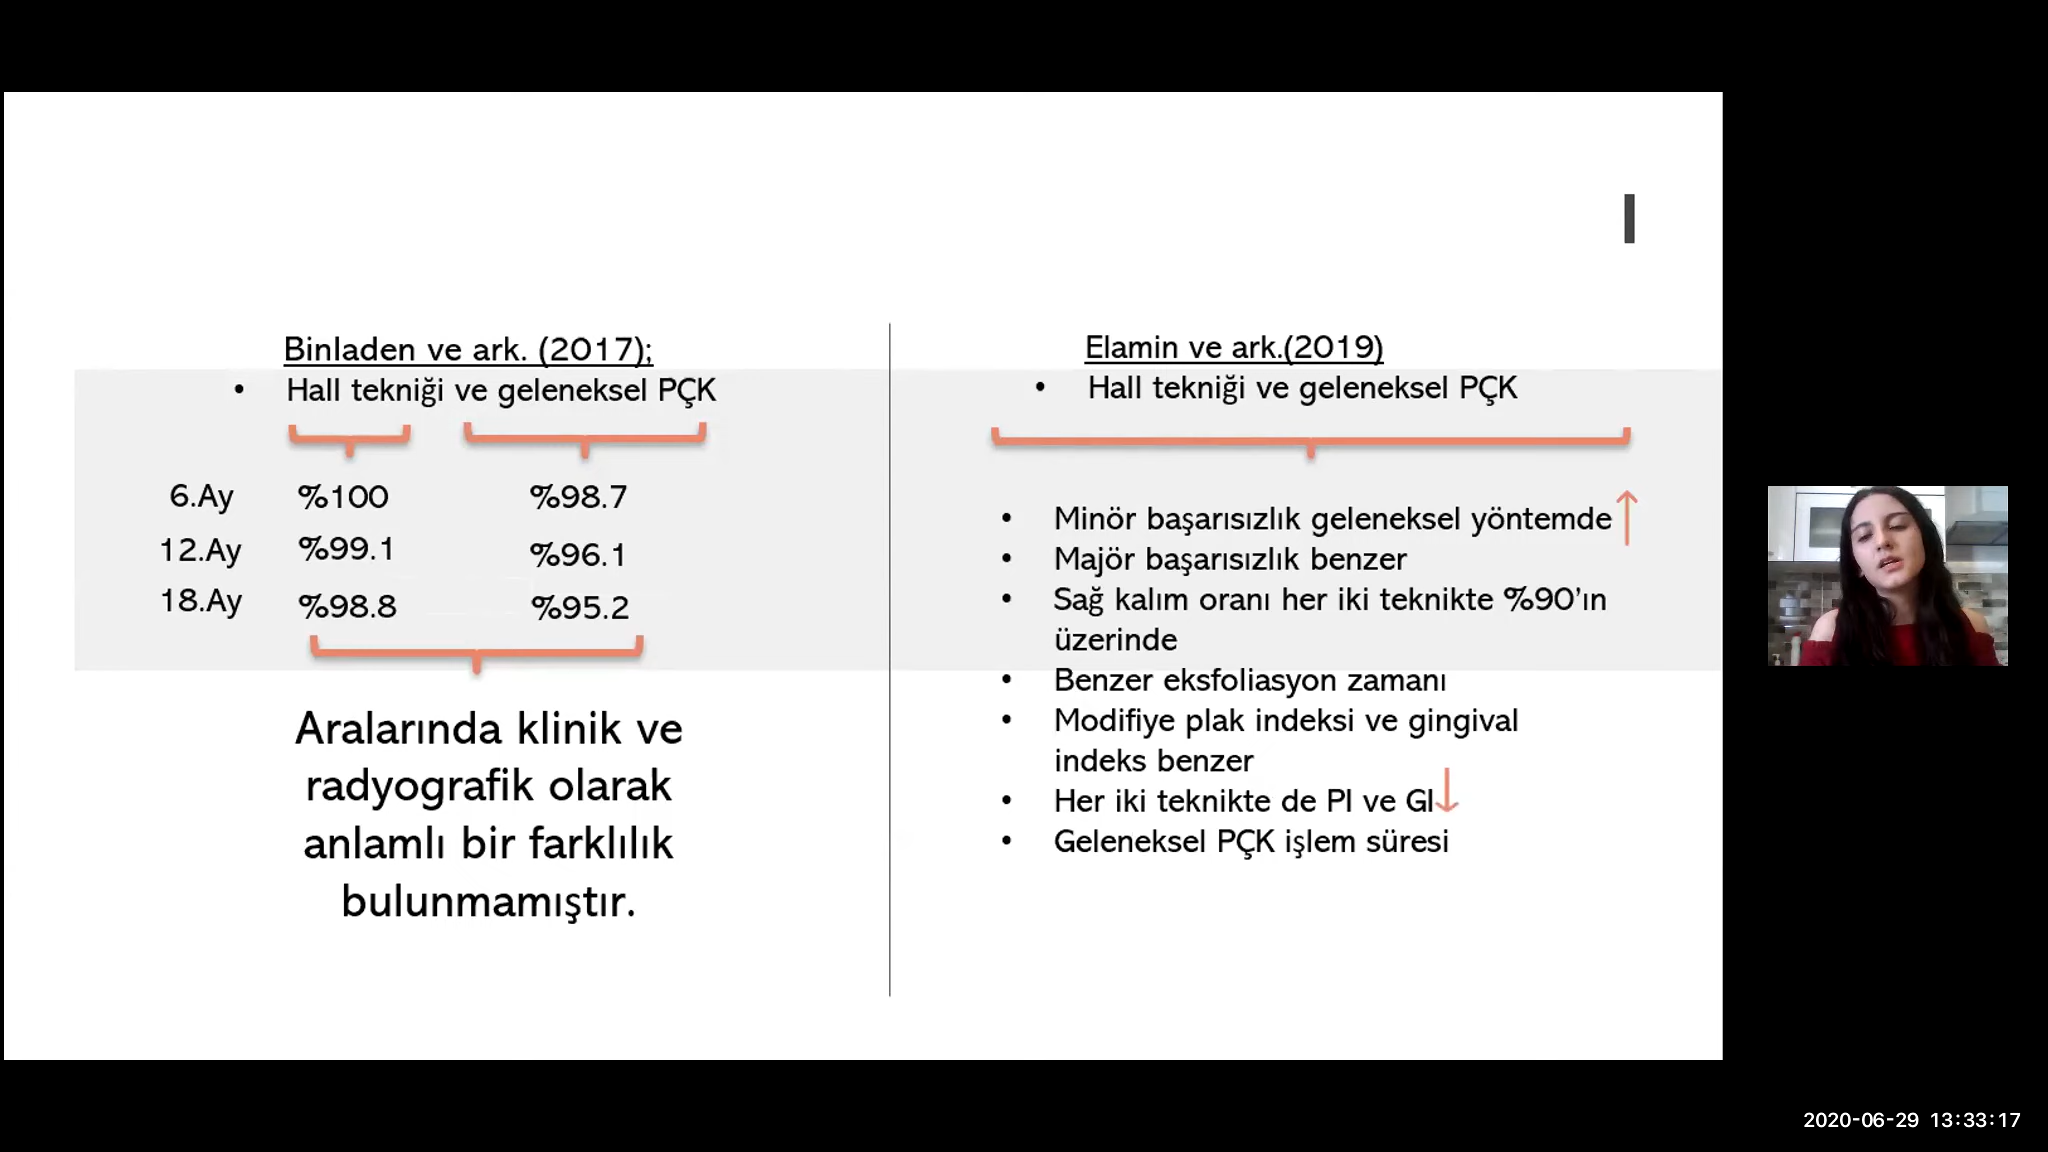 Binladen ve ark. (2017);
• Hall tekniği ve geleneksel PÇK
6.Ay %100 %98.7
12.Ay %99.1 %96.1
18.Ay %98.8 %95.2
Aralarında klinik ve
radyografik olarak
anlamlı bir farklılık
bulunmamıştır.
Elamin ve ark.(2019)
• Hall tekniği ve geleneksel PÇK
• Minör başarısızlık geleneksel yöntemde
• Majör başarısızlık benzer
• Sağ kalım oranı her iki teknikte %90’ın
üzerinde
• Benzer eksfoliasyon zamanı
• Modifiye plak indeksi ve gingival
indeks benzer
• Her iki teknikte de PI ve GI
• Geleneksel PÇK işlem süresi
2020-06-29 13:33:17